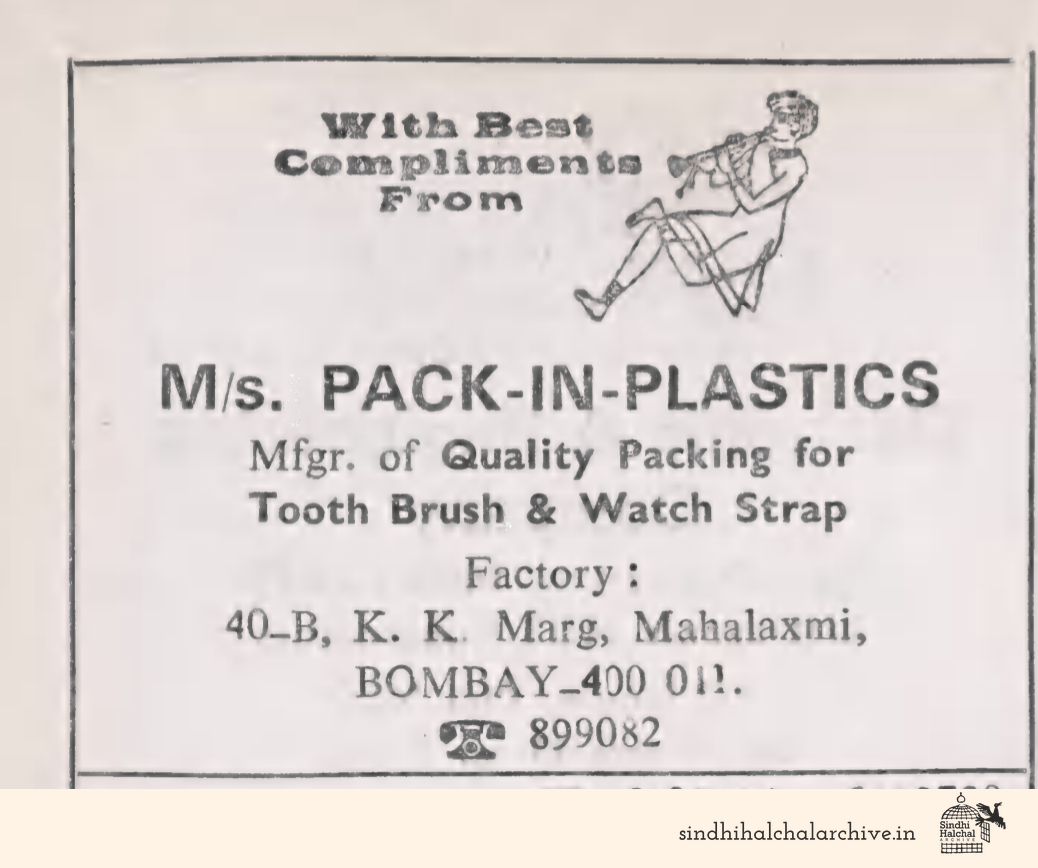 With Best
Compliments
From
M/s. PACK-IN-PLASTICS
Mfgr. of Quality Packing for
Tooth Brush & Watch Strap
Factory :
40-B, K. K. Marg, Mahalaxmi,
BOMBAY-400 011.
899082
sindhihalchalarchive.in
Sindhi
Halchal
ARCHIVE